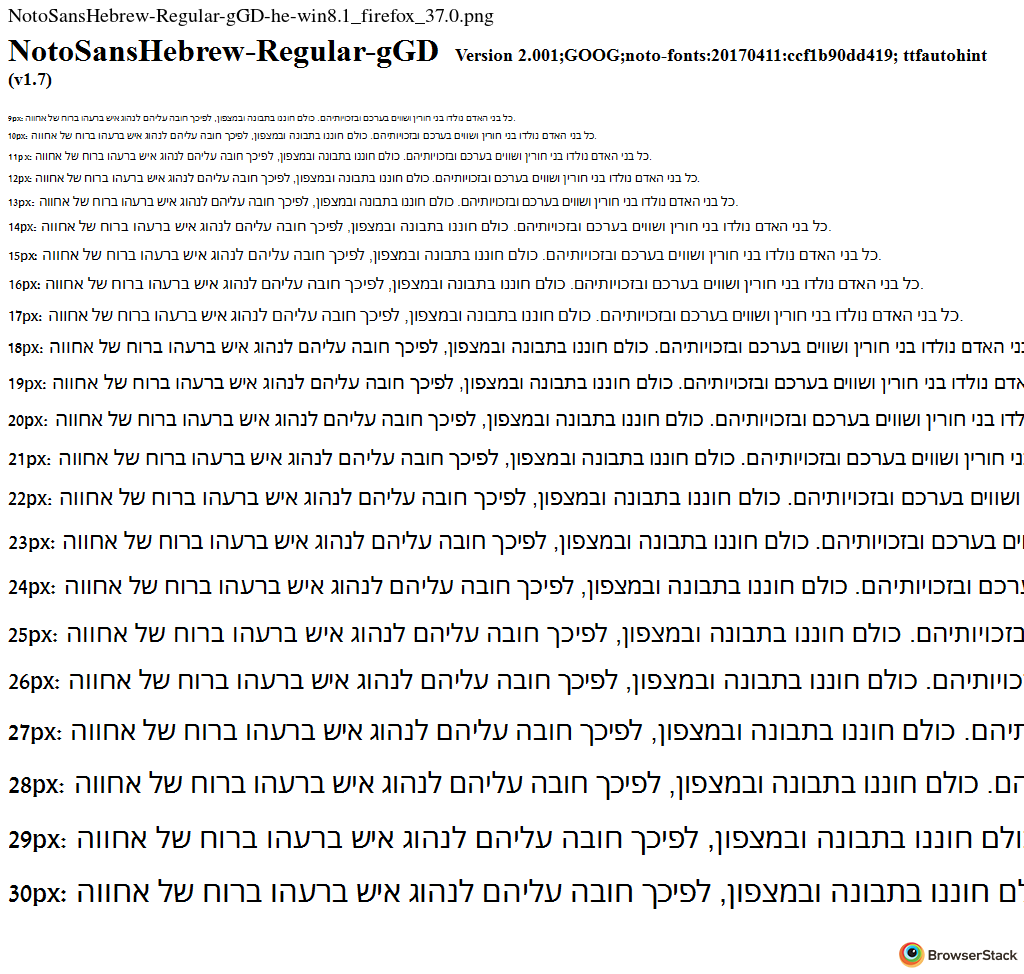 NotoSansHebrew-Regular-gGD-he-win8.1_firefox_37.0.png
NotoSansHebrew-Regular-gGD Version 2.001;GOOG;noto-fonts:20170411:ccf1b90dd419; ttfautohint
(v1.7)
9px: כל בני האדם נולדו בני חורין ושווים בערכם ובזכויותיהם. כולם חוננו בתבונה ובמצפון, לפיכך חובה עליהם לנהוג איש ברעהו ברוח של אחווה.
10px: כל בני האדם נולדו בני חורין ושווים בערכם ובזכויותיהם. כולם חוננו בתבונה ובמצפון, לפיכך חובה עליהם לנהוג איש ברעהו ברוח של אחווה.
11px: כל בני האדם נולדו בני חורין ושווים בערכם ובזכויותיהם. כולם חוננו בתבונה ובמצפון, לפיכך חובה עליהם לנהוג איש ברעהו ברוח של אחווה.
12px: כל בני האדם נולדו בני חורין ושווים בערכם ובזכויותיהם. כולם חוננו בתבונה ובמצפון, לפיכך חובה עליהם לנהוג איש ברעהו ברוח של אחווה.
13px: כל בני האדם נולדו בני חורין ושווים בערכם ובזכויותיהם. כולם חוננו בתבונה ובמצפון, לפיכך חובה עליהם לנהוג איש ברעהו ברוח של אחווה.
14px: כל בני האדם נולדו בני חורין ושווים בערכם ובזכויותיהם. כולם חוננו בתבונה ובמצפון, לפיכך חובה עליהם לנהוג איש ברעהו ברוח של אחווה.
15px: כל בני האדם נולדו בני חורין ושווים בערכם ובזכויותיהם. כולם חוננו בתבונה ובמצפון, לפיכך חובה עליהם לנהוג איש ברעהו ברוח של אחווה.
16px: כל בני האדם נולדו בני חורין ושווים בערכם ובזכויותיהם. כולם חוננו בתבונה ובמצפון, לפיכך חובה עליהם לנהוג איש ברעהו ברוח של אחווה.
17px: כל בני האדם נולדו בני חורין ושווים בערכם ובזכויותיהם. כולם חוננו בתבונה ובמצפון, לפיכך חובה עליהם לנהוג איש ברעהו ברוח של אחווה.
18px: האדם נולדו בני חורין ושווים בערכם ובזכויותיהם. כולם חוננו בתבונה ובמצפון, לפיכך חובה עליהם לנהוג איש ברעהו ברוח של אחווה
19px: נולדו בני חורין ושווים בערכם ובזכויותיהם. כולם חוננו בתבונה ובמצפון, לפיכך חובה עליהם לנהוג איש ברעהו ברוח של אחווה
20px: בני חורין ושווים בערכם ובזכויותיהם. כולם חוננו בתבונה ובמצפון, לפיכך חובה עליהם לנהוג איש ברעהו ברוח של אחווה
21px: חורין ושווים בערכם ובזכויותיהם. כולם חוננו בתבונה ובמצפון, לפיכך חובה עליהם לנהוג איש ברעהו ברוח של אחווה
22px: ושווים בערכם ובזכויותיהם. כולם חוננו בתבונה ובמצפון, לפיכך חובה עליהם לנהוג איש ברעהו ברוח של אחווה
23px: בערכם ובזכויותיהם. כולם חוננו בתבונה ובמצפון, לפיכך חובה עליהם לנהוג איש ברעהו ברוח של אחווה
24px: ובזכויותיהם. כולם חוננו בתבונה ובמצפון, לפיכך חובה עליהם לנהוג איש ברעהו ברוח של אחווה
25px: כולם חוננו בתבונה ובמצפון, לפיכך חובה עליהם לנהוג איש ברעהו ברוח של אחווה
26px: כולם חוננו בתבונה ובמצפון, לפיכך חובה עליהם לנהוג איש ברעהו ברוח של אחווה
27px: כולם חוננו בתבונה ובמצפון, לפיכך חובה עליהם לנהוג איש ברעהו ברוח של אחווה
28px: כולם חוננו בתבונה ובמצפון, לפיכך חובה עליהם לנהוג איש ברעהו ברוח של אחווה
29px: חוננו בתבונה ובמצפון, לפיכך חובה עליהם לנהוג איש ברעהו ברוח של אחווה
30px: חוננו בתבונה ובמצפון, לפיכך חובה עליהם לנהוג איש ברעהו ברוח של אחווה
BrowserStack